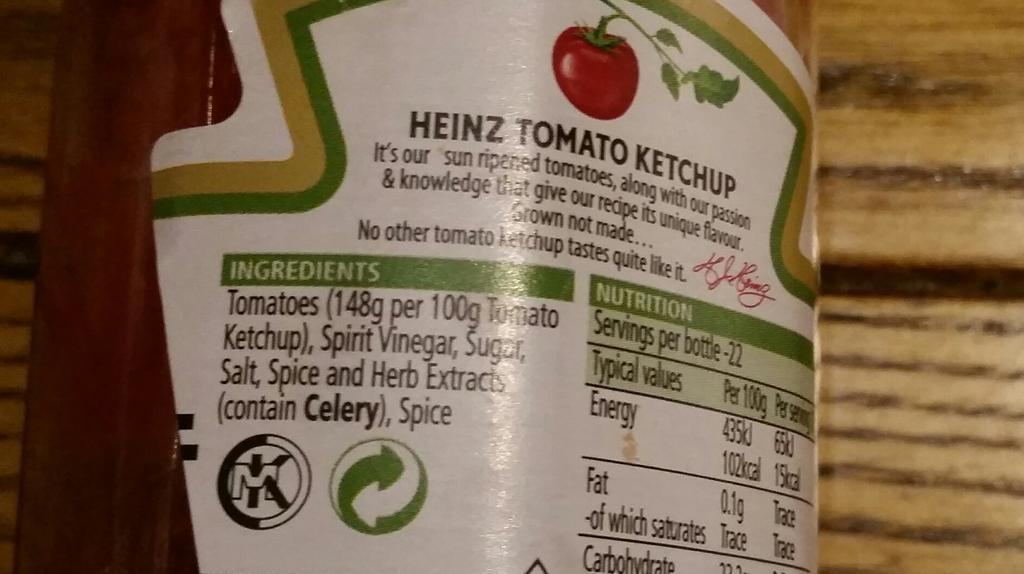 HEINZ TOMATO KETCHUP
It's our sun ripened tomatoes, along with our passion
& knowledge that give our recipe its unique flavour.
Grown not made...
No other tomato ketchup tastes quite like it.
INGREDIENTS
Tomatoes (148g per 100g Tomato
Ketchup), Spirit Vinegar, Sugar,
Salt, Spice and Herb Extracts
(contain Celery), Spice
NUTRITION
Servings per bottle -22
Typical values Per 100g Per serving
Energy 435kJ 65kJ
102kcal 15kcal
Fat 0.1g Trace
-of which saturates Trace Trace
Carbohydrate